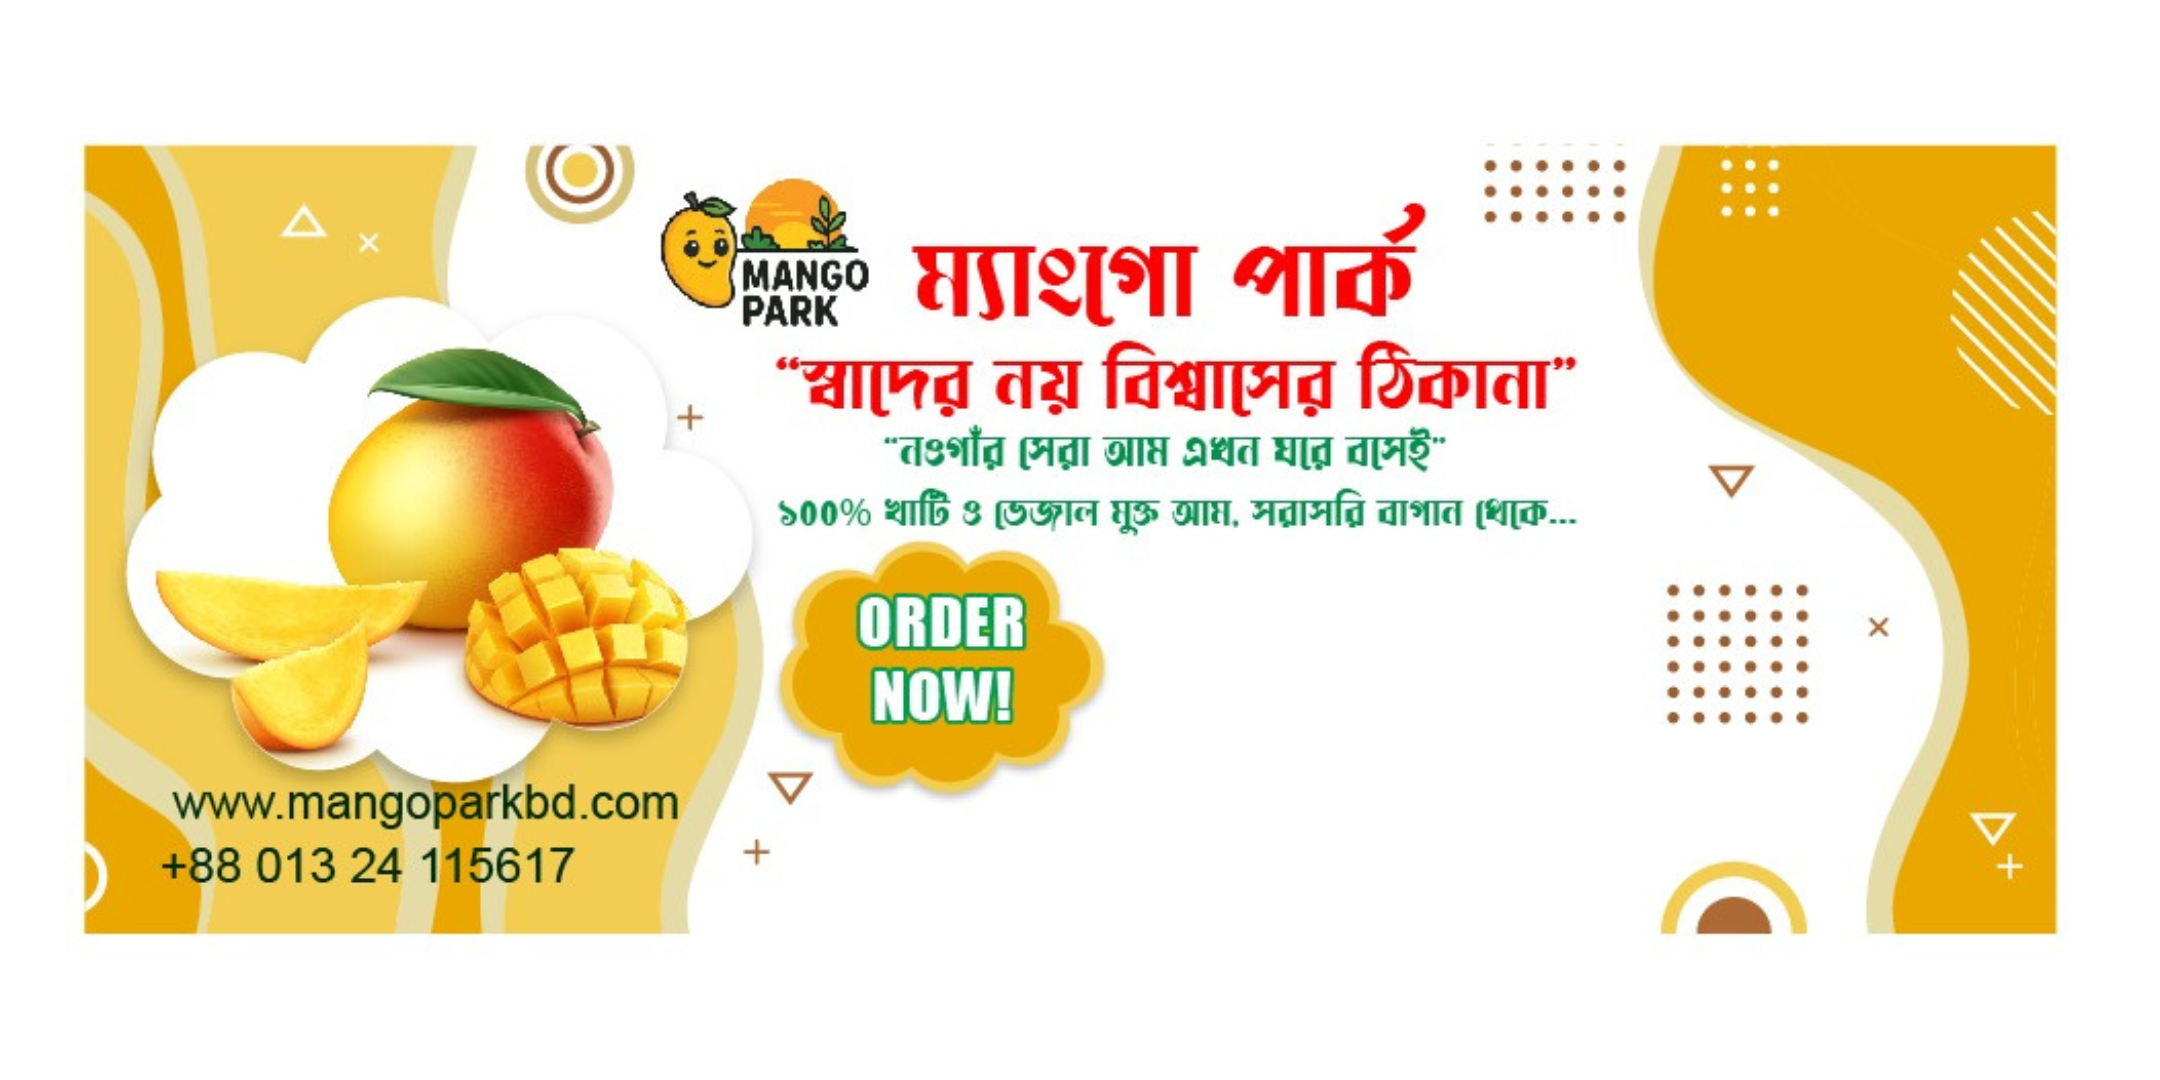 MANGO
PARK
ম্যাংগো পার্ক
“স্বাদের নয় বিশ্বাসের ঠিকানা”
“নওগাঁর সেরা আম এখন ঘরে বসেই”
১00% খাটি ও ভেজাল মুক্ত আম, সরাসরি বাগান থেকে...
ORDER
NOW!
www.mangoparkbd.com
+88 013 24 115617